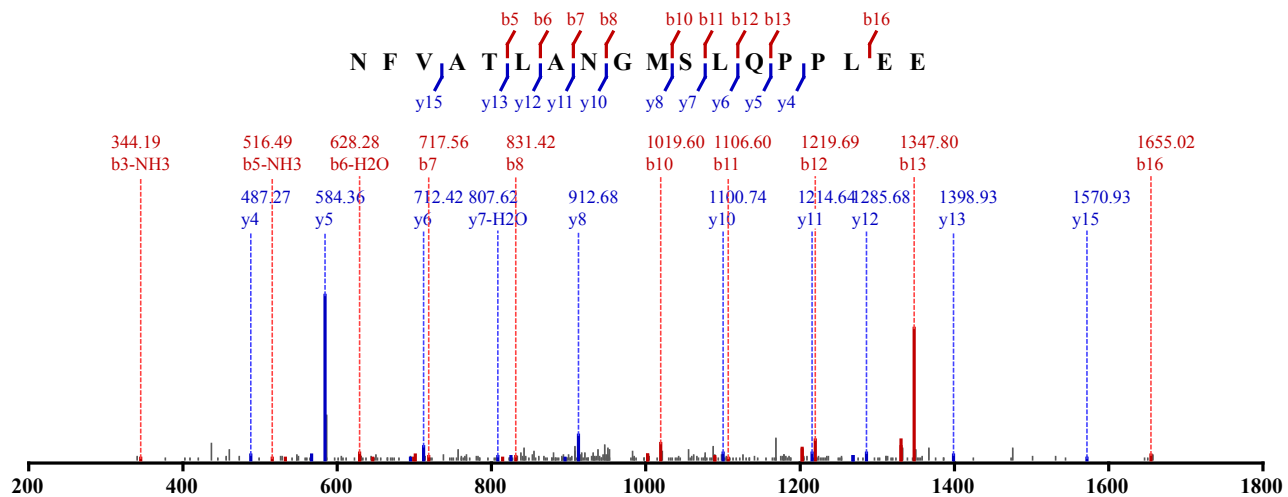 b5 b6 b7 b8 b10 b11 b12 b13 b16
N F V A T L A N G M S L Q P P L E E
y15 y13 y12 y11 y10 y8 y7 y6 y5 y4
344.19 516.49 628.28 717.56 831.42 1019.60 1106.60 1219.69 1347.80 1655.02
b3-NH3 b5-NH3 b6-H2O b7 b8 b10 b11 b12 b13 b16
487.27 584.36 712.42 807.62 912.68 1100.74 1214.64 1285.68 1398.93 1570.93
y4 y5 y6 y7-H2O y8 y10 y11 y12 y13 y15
200 400 600 800 1000 1200 1400 1600 1800